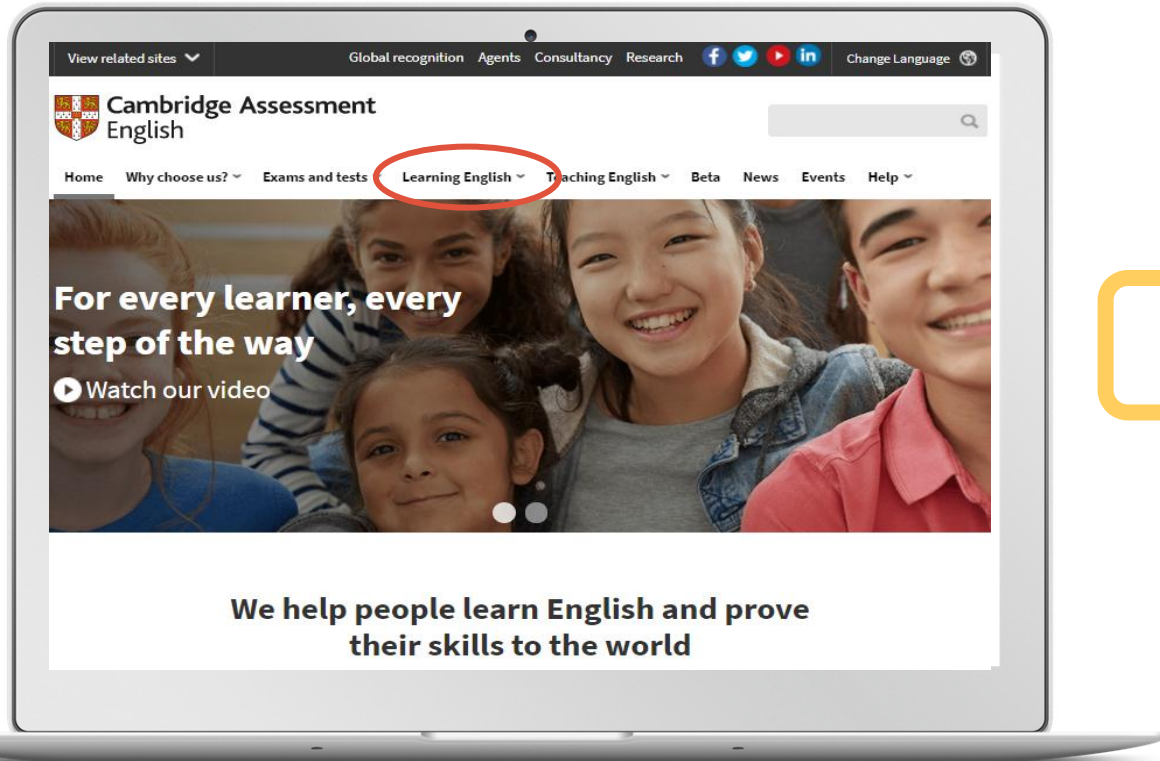 View related sites Global recognition Agents Consultancy Research Change Language
Cambridge Assessment
English
Home Why choose us? Exams and tests Learning English Teaching English Beta News Events Help
For every learner, every
step of the way
Watch our video
We help people learn English and prove
their skills to the world